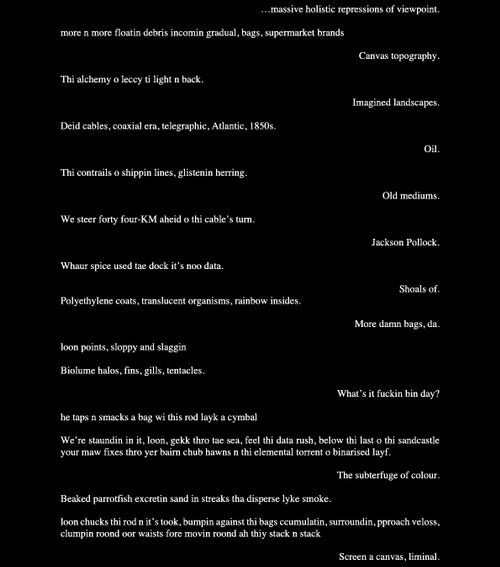 …massive holistic repressions of viewpoint.
more n more floatin debris incomin gradual, bags, supermarket brands
Canvas topography.
Thi alchemy o leccy ti light n back.
Imagined landscapes.
Deid cables, coaxial era, telegraphic, Atlantic, 1850s.
Oil.
Thi contrails o shippin lines, glistenin herring.
Old mediums.
We steer forty four-KM aheid o thi cable’s turn.
Jackson Pollock.
Whaur spice used tae dock it’s noo data.
Shoals of.
Polyethylene coats, translucent organisms, rainbow insides.
More damn bags, da.
loon points, sloppy and slaggin
Biolume halos, fins, gills, tentacles.
What’s it fuckin bin day?
he taps n smacks a bag wi this rod layk a cymbal
We’re staundin in it, loon, gekk thro tae sea, feel thi data rush, below thi last o thi sandcastle
your maw fixes thro yer bairn chub hawns n thi elemental torrent o binarised layf.
The subterfuge of colour.
Beaked parrotfish excretin sand in streaks tha disperse lyke smoke.
loon chucks thi rod n it’s took, bumpin against thi bags ccumulatin, surroundin, pproach veloss,
clumpin roond oor waists fore movin roond ah thiy stack n stack
Screen a canvas, liminal.